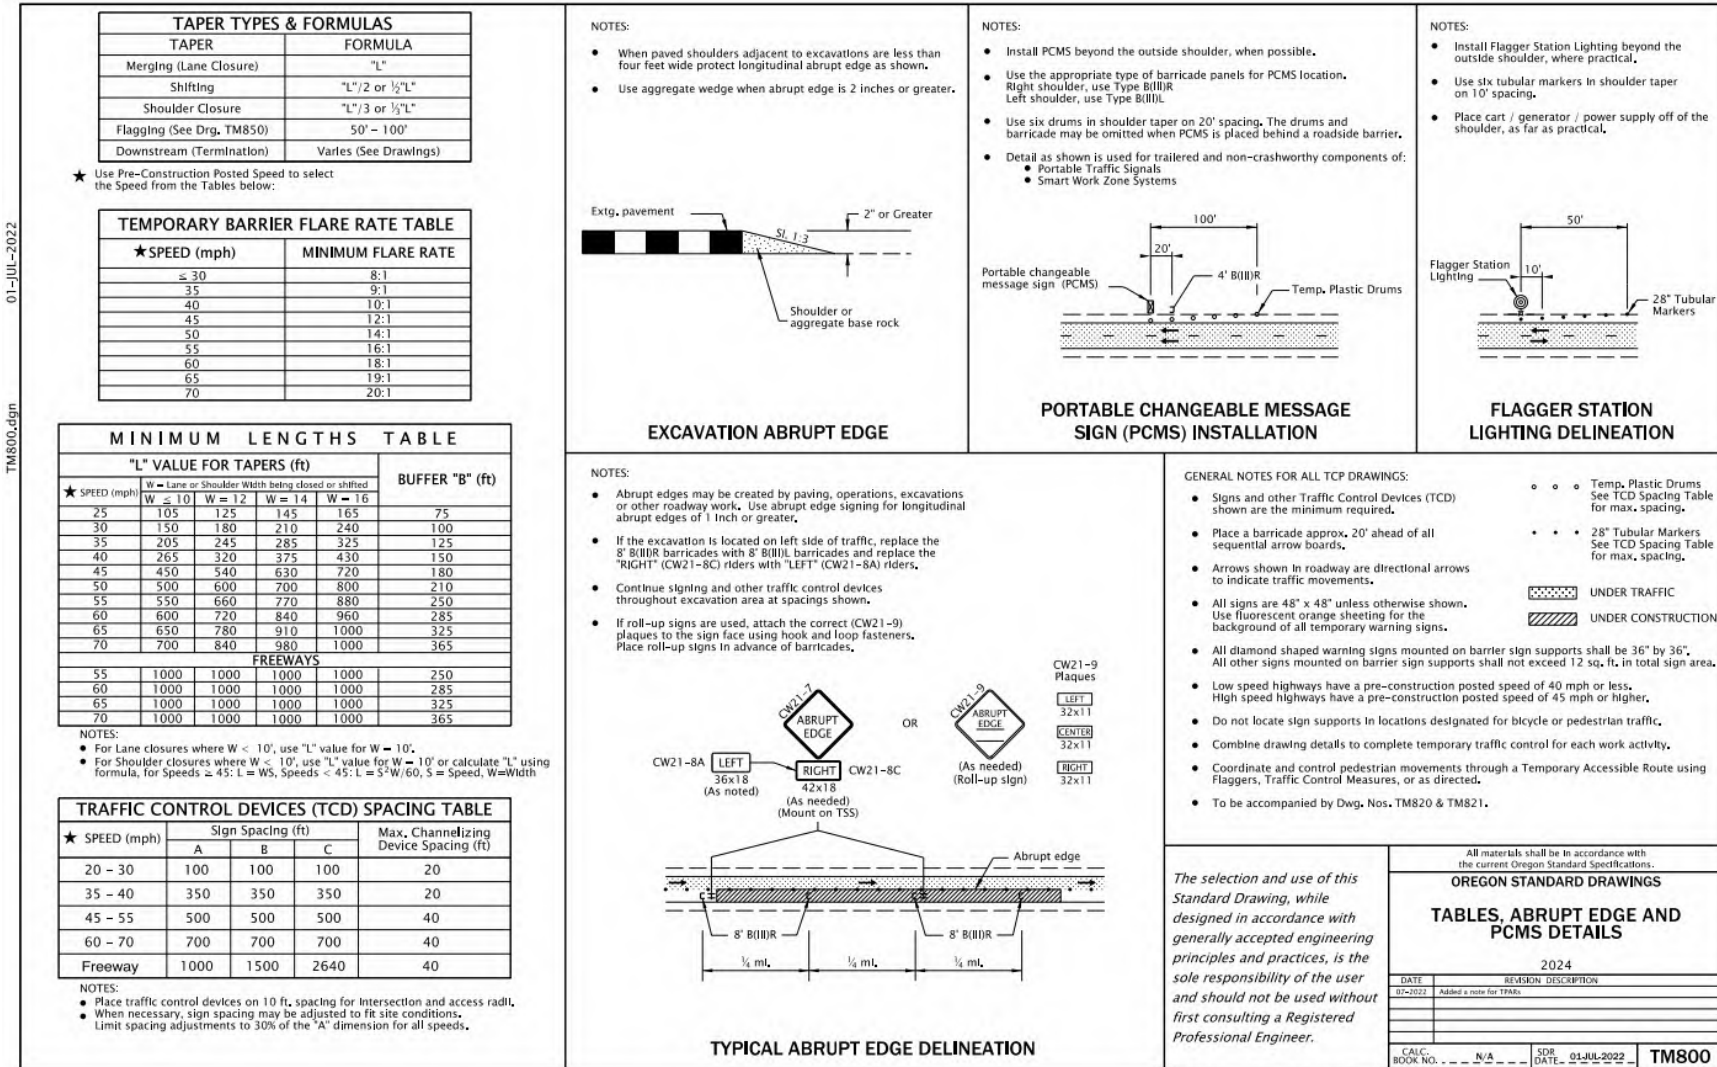 01-JUL-2022
TM800.dgn
TAPER TYPES & FORMULAS
TAPER FORMULA
Merging (Lane Closure) "L"
Shifting "L"/2 or ½"L"
Shoulder Closure "L"/3 or ⅓"L"
Flagging (See Drg. TM850) 50' – 100'
Downstream (Termination) Varies (See Drawings)
★ Use Pre-Construction Posted Speed to select
the Speed from the Tables below:
TEMPORARY BARRIER FLARE RATE TABLE
★ SPEED (mph) MINIMUM FLARE RATE
≤ 30 8:1
35 9:1
40 10:1
45 12:1
50 14:1
55 16:1
60 18:1
65 19:1
70 20:1
MINIMUM LENGTHS TABLE
"L" VALUE FOR TAPERS (ft) BUFFER "B" (ft)
★ SPEED (mph) W = Lane or Shoulder Width being closed or shifted
W ≤ 10 W = 12 W = 14 W = 16
25 105 125 145 165 75
30 150 180 210 240 100
35 205 245 285 325 125
40 265 320 375 430 150
45 450 540 630 720 180
50 500 600 700 800 210
55 550 660 770 880 250
60 600 720 840 960 285
65 650 780 910 1000 325
70 700 840 980 1000 365
FREEWAYS
55 1000 1000 1000 1000 250
60 1000 1000 1000 1000 285
65 1000 1000 1000 1000 325
70 1000 1000 1000 1000 365
NOTES:
● For Lane closures where W < 10', use "L" value for W = 10'.
● For Shoulder closures where W < 10', use "L" value for W = 10' or calculate "L" using
formula, for Speeds ≥ 45: L = WS, Speeds < 45: L = S²W/60, S = Speed, W=Width
TRAFFIC CONTROL DEVICES (TCD) SPACING TABLE
★ SPEED (mph) Sign Spacing (ft) Max. Channelizing
Device Spacing (ft)
A B C
20 – 30 100 100 100 20
35 – 40 350 350 350 20
45 – 55 500 500 500 40
60 – 70 700 700 700 40
Freeway 1000 1500 2640 40
NOTES:
● Place traffic control devices on 10 ft. spacing for intersection and access radii.
● When necessary, sign spacing may be adjusted to fit site conditions.
Limit spacing adjustments to 30% of the "A" dimension for all speeds.
NOTES:
● When paved shoulders adjacent to excavations are less than
four feet wide protect longitudinal abrupt edge as shown.
● Use aggregate wedge when abrupt edge is 2 inches or greater.
Extg. pavement
Sl. 1:3
2" or Greater
Shoulder or
aggregate base rock
EXCAVATION ABRUPT EDGE
NOTES:
● Install PCMS beyond the outside shoulder, when possible.
● Use the appropriate type of barricade panels for PCMS location.
Right shoulder, use Type B(III)R
Left shoulder, use Type B(III)L
● Use six drums in shoulder taper on 20' spacing. The drums and
barricade may be omitted when PCMS is placed behind a roadside barrier.
● Detail as shown is used for trailered and non-crashworthy components of:
● Portable Traffic Signals
● Smart Work Zone Systems
100'
20'
Portable changeable
message sign (PCMS)
4' B(III)R
Temp. Plastic Drums
PORTABLE CHANGEABLE MESSAGE
SIGN (PCMS) INSTALLATION
NOTES:
● Install Flagger Station Lighting beyond the
outside shoulder, where practical.
● Use six tubular markers in shoulder taper
on 10' spacing.
● Place cart / generator / power supply off of the
shoulder, as far as practical.
50'
Flagger Station
Lighting
10'
28" Tubular
Markers
FLAGGER STATION
LIGHTING DELINEATION
NOTES:
● Abrupt edges may be created by paving, operations, excavations
or other roadway work. Use abrupt edge signing for longitudinal
abrupt edges of 1 inch or greater.
● If the excavation is located on left side of traffic, replace the
8' B(III)R barricades with 8' B(III)L barricades and replace the
"RIGHT" (CW21-8C) riders with "LEFT" (CW21-8A) riders.
● Continue signing and other traffic control devices
throughout excavation area at spacings shown.
● If roll-up signs are used, attach the correct (CW21-9)
plaques to the sign face using hook and loop fasteners.
Place roll-up signs in advance of barricades.
CW21-7
ABRUPT
EDGE
OR
CW21-9
ABRUPT
EDGE
CW21-9
Plaques
LEFT
32x11
CENTER
32x11
RIGHT
32x11
CW21-8A LEFT
36x18
(As noted)
RIGHT CW21-8C
42x18
(As needed)
(Mount on TSS)
(As needed)
(Roll-up sign)
Abrupt edge
8' B(III)R
8' B(III)R
¼ mi. ¼ mi. ¼ mi.
TYPICAL ABRUPT EDGE DELINEATION
GENERAL NOTES FOR ALL TCP DRAWINGS:
● Signs and other Traffic Control Devices (TCD)
shown are the minimum required.
● Place a barricade approx. 20' ahead of all
sequential arrow boards.
● Arrows shown in roadway are directional arrows
to indicate traffic movements.
● All signs are 48" x 48" unless otherwise shown.
Use fluorescent orange sheeting for the
background of all temporary warning signs.
● All diamond shaped warning signs mounted on barrier sign supports shall be 36" by 36".
All other signs mounted on barrier sign supports shall not exceed 12 sq. ft. in total sign area.
● Low speed highways have a pre-construction posted speed of 40 mph or less.
High speed highways have a pre-construction posted speed of 45 mph or higher.
● Do not locate sign supports in locations designated for bicycle or pedestrian traffic.
● Combine drawing details to complete temporary traffic control for each work activity.
● Coordinate and control pedestrian movements through a Temporary Accessible Route using
Flaggers, Traffic Control Measures, or as directed.
● To be accompanied by Dwg. Nos. TM820 & TM821.
Temp. Plastic Drums
See TCD Spacing Table
for max. spacing.
28" Tubular Markers
See TCD Spacing Table
for max. spacing.
UNDER TRAFFIC
UNDER CONSTRUCTION
The selection and use of this
Standard Drawing, while
designed in accordance with
generally accepted engineering
principles and practices, is the
sole responsibility of the user
and should not be used without
first consulting a Registered
Professional Engineer.
All materials shall be in accordance with
the current Oregon Standard Specifications.
OREGON STANDARD DRAWINGS
TABLES, ABRUPT EDGE AND
PCMS DETAILS
2024
DATE REVISION DESCRIPTION
07-2022 Added a note for TPARs
CALC.
BOOK NO. N/A
SDR
DATE 01-JUL-2022
TM800